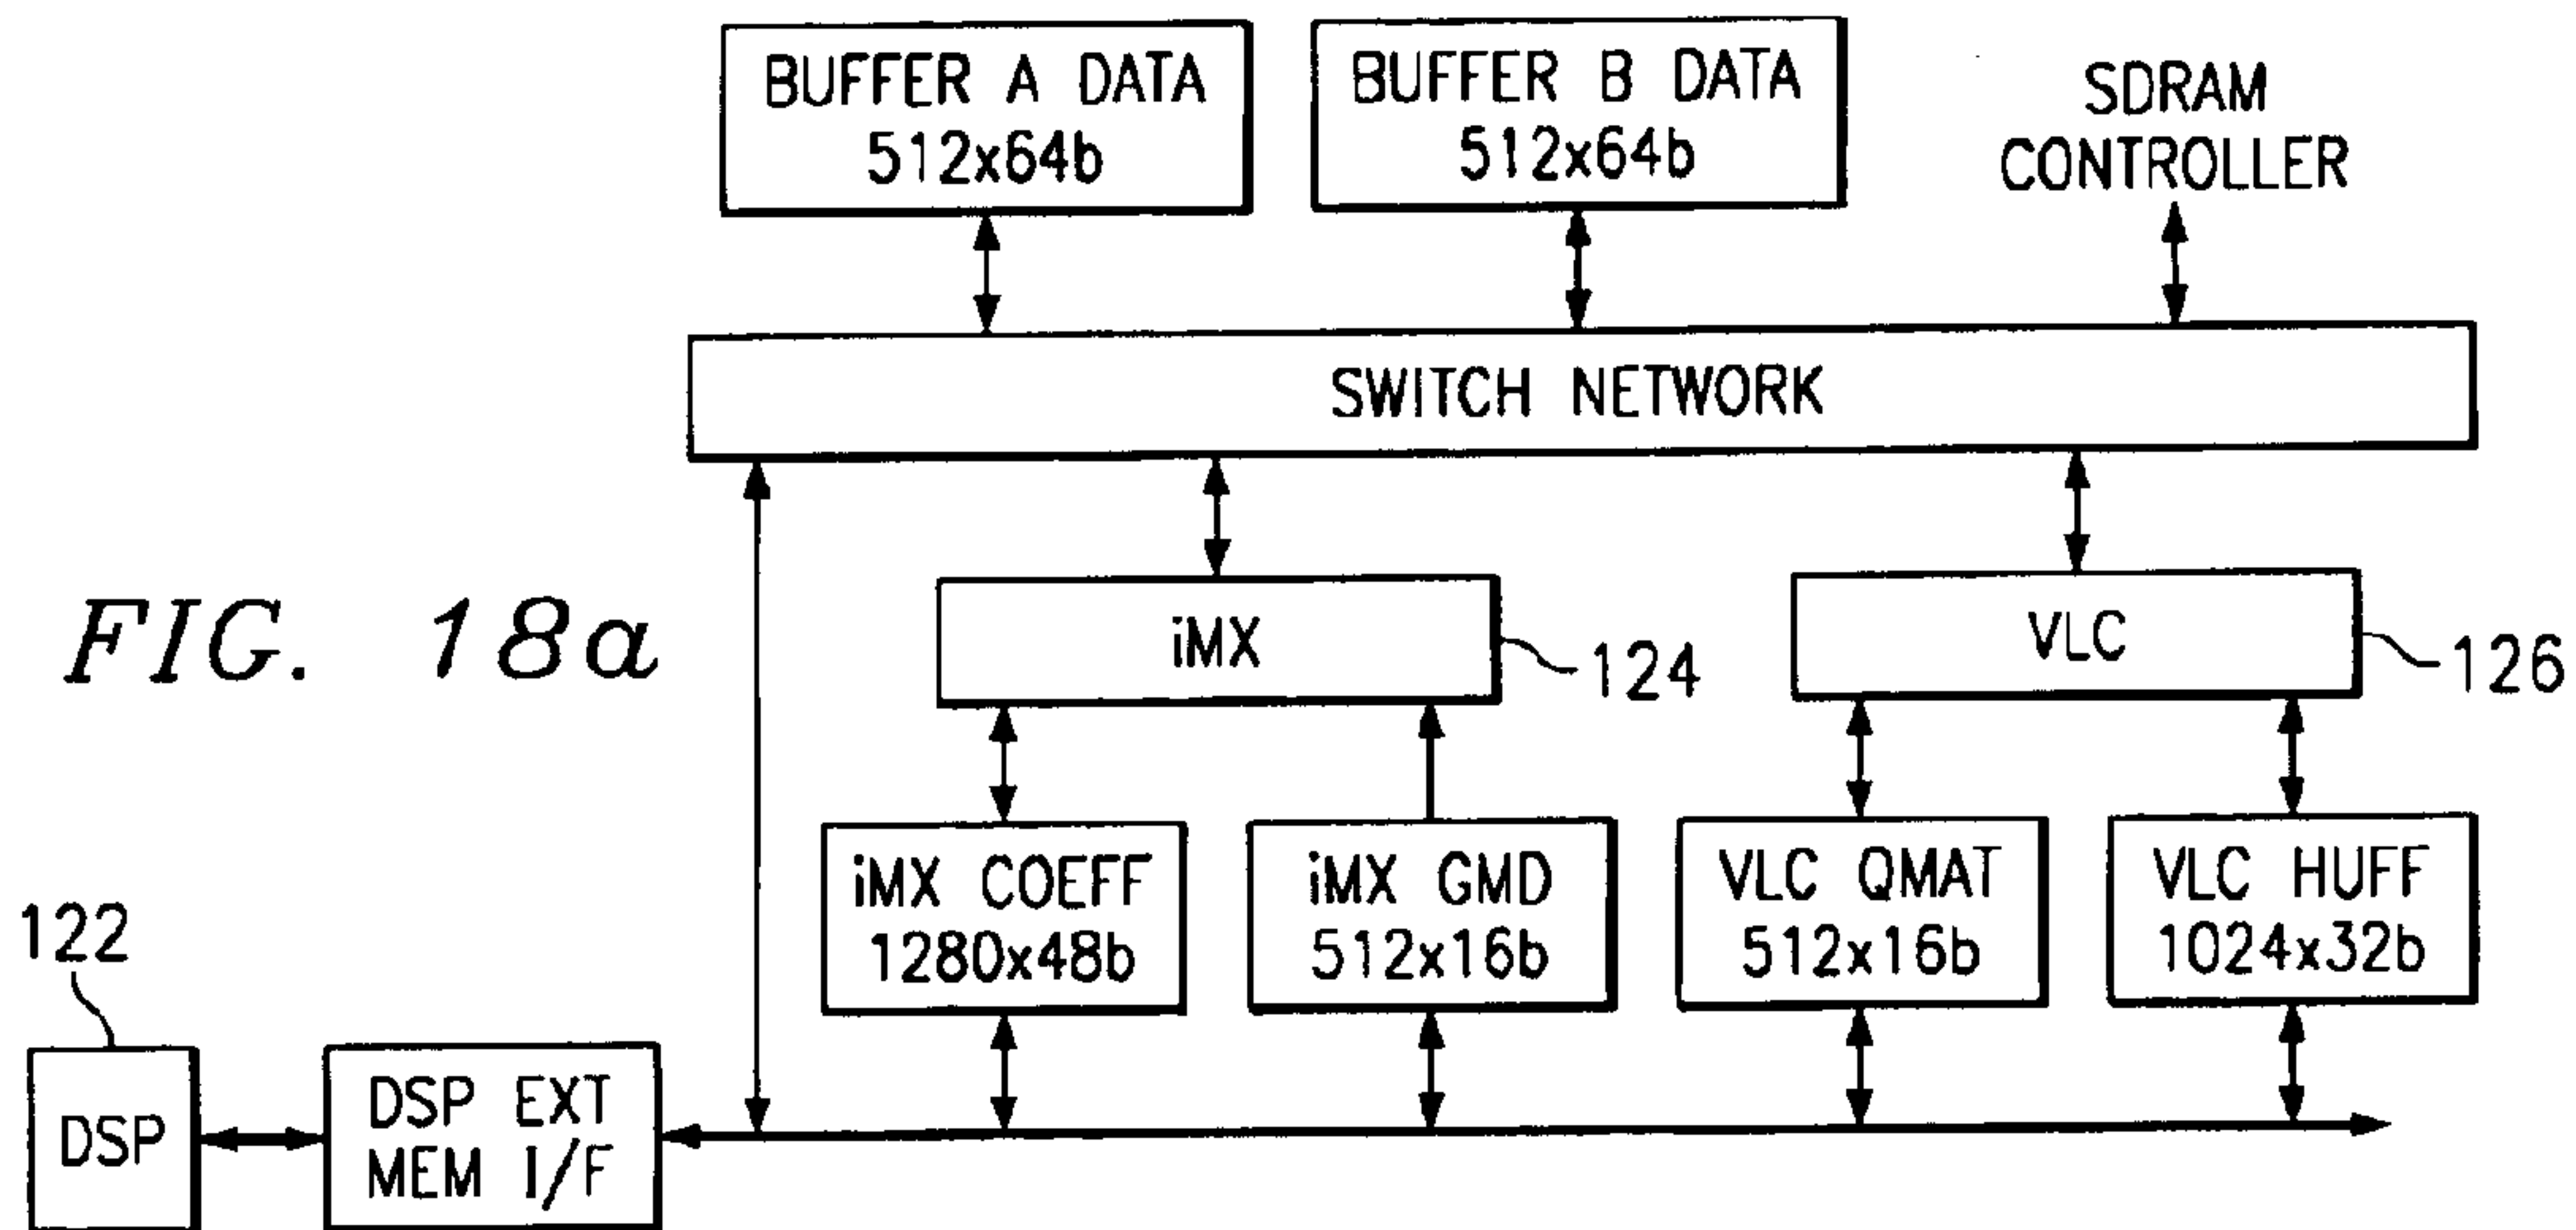 BUFFER A DATA
512x64b
BUFFER B DATA
512x64b
SDRAM
CONTROLLER
SWITCH NETWORK
FIG. 18a
iMX
124
VLC
126
iMX COEFF
1280x48b
iMX GMD
512x16b
VLC QMAT
512x16b
VLC HUFF
1024x32b
122
DSP
DSP EXT
MEM I/F